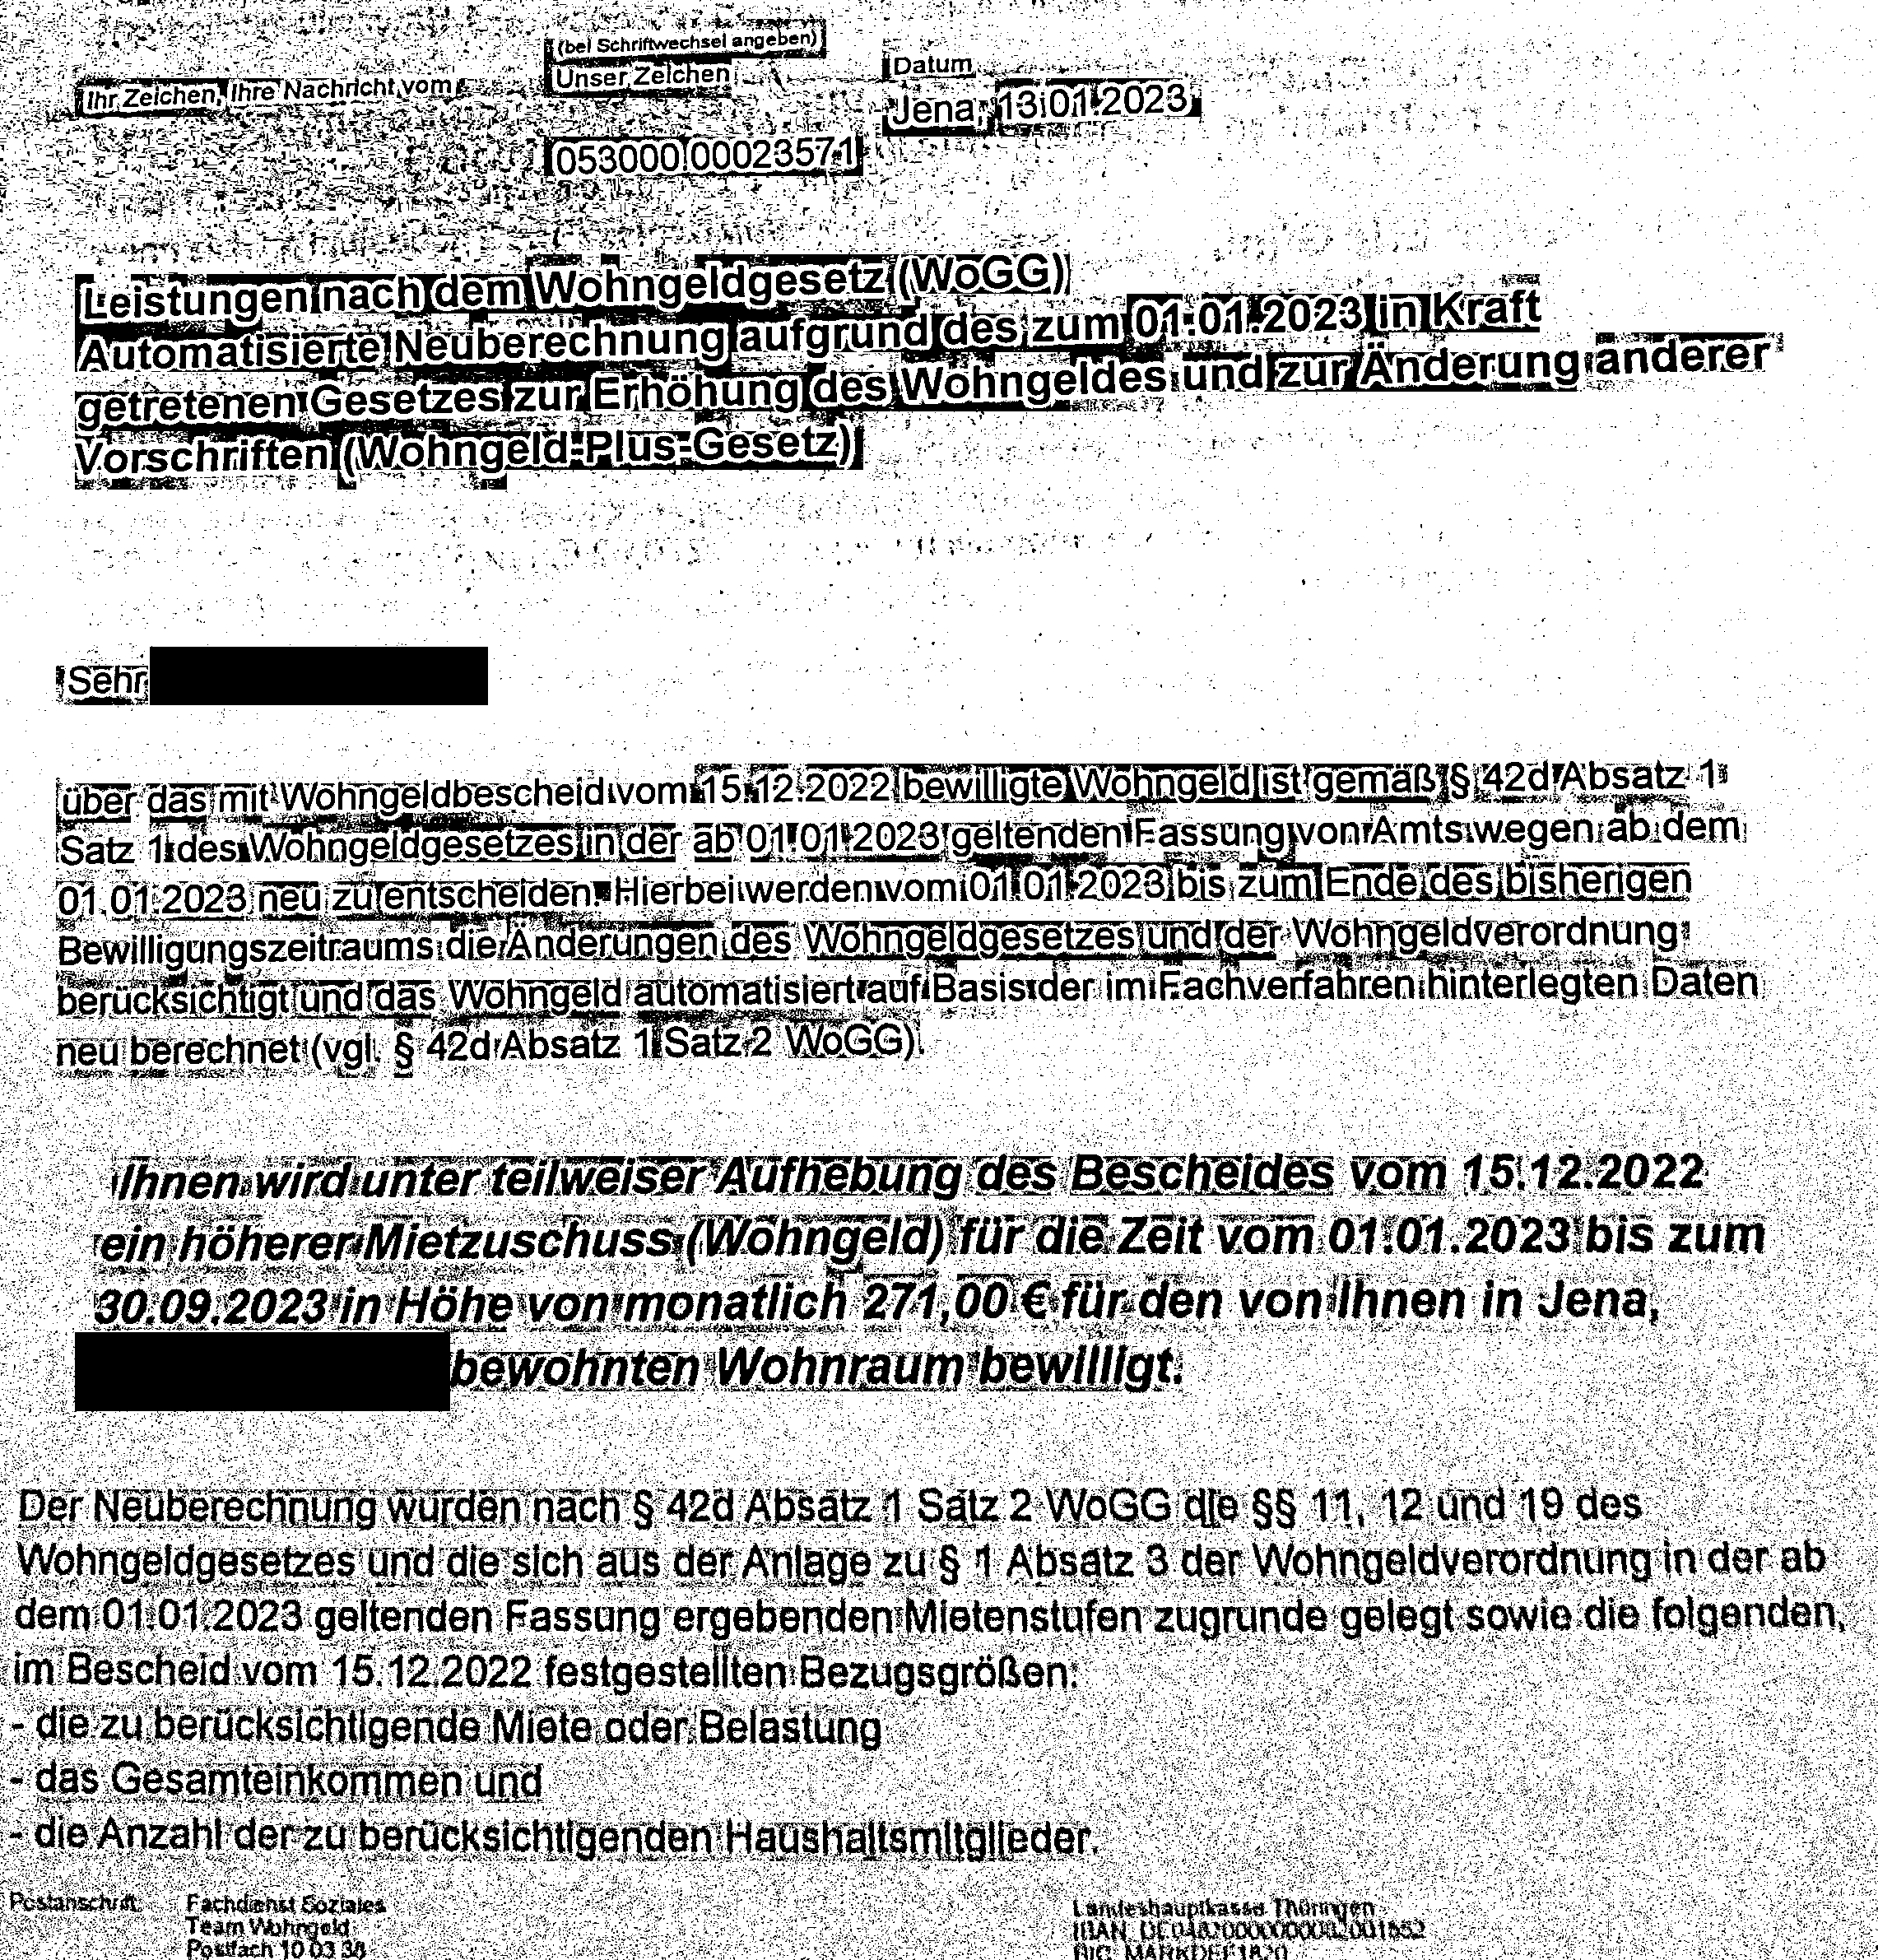 (bei Schriftwechsel angeben)
Ihr Zeichen, Ihre Nachricht vom Unser Zeichen Datum
Jena, 13.01.2023
053000 00023571
Leistungen nach dem Wohngeldgesetz (WoGG)
Automatisierte Neuberechnung aufgrund des zum 01.01.2023 in Kraft
getretenen Gesetzes zur Erhöhung des Wohngeldes und zur Änderung anderer
Vorschriften (Wohngeld-Plus-Gesetz)
Sehr
über das mit Wohngeldbescheid vom 15.12.2022 bewilligte Wohngeld ist gemäß § 42d Absatz 1
Satz 1 des Wohngeldgesetzes in der ab 01.01.2023 geltenden Fassung von Amts wegen ab dem
01.01.2023 neu zu entscheiden. Hierbei werden vom 01.01.2023 bis zum Ende des bisherigen
Bewilligungszeitraums die Änderungen des Wohngeldgesetzes und der Wohngeldverordnung
berücksichtigt und das Wohngeld automatisiert auf Basis der im Fachverfahren hinterlegten Daten
neu berechnet (vgl. § 42d Absatz 1 Satz 2 WoGG).
Ihnen wird unter teilweiser Aufhebung des Bescheides vom 15.12.2022
ein höherer Mietzuschuss (Wohngeld) für die Zeit vom 01.01.2023 bis zum
30.09.2023 in Höhe von monatlich 271,00 € für den von Ihnen in Jena,
bewohnten Wohnraum bewilligt.
Der Neuberechnung wurden nach § 42d Absatz 1 Satz 2 WoGG die §§ 11, 12 und 19 des
Wohngeldgesetzes und die sich aus der Anlage zu § 1 Absatz 3 der Wohngeldverordnung in der ab
dem 01.01.2023 geltenden Fassung ergebenden Mietenstufen zugrunde gelegt sowie die folgenden,
im Bescheid vom 15.12.2022 festgestellten Bezugsgrößen:
- die zu berücksichtigende Miete oder Belastung
- das Gesamteinkommen und
- die Anzahl der zu berücksichtigenden Haushaltsmitglieder.
Postanschrift: Fachdienst Soziales Landeshauptkasse Thüringen
Team Wohngeld IBAN
Postfach 10 03 38 BIC